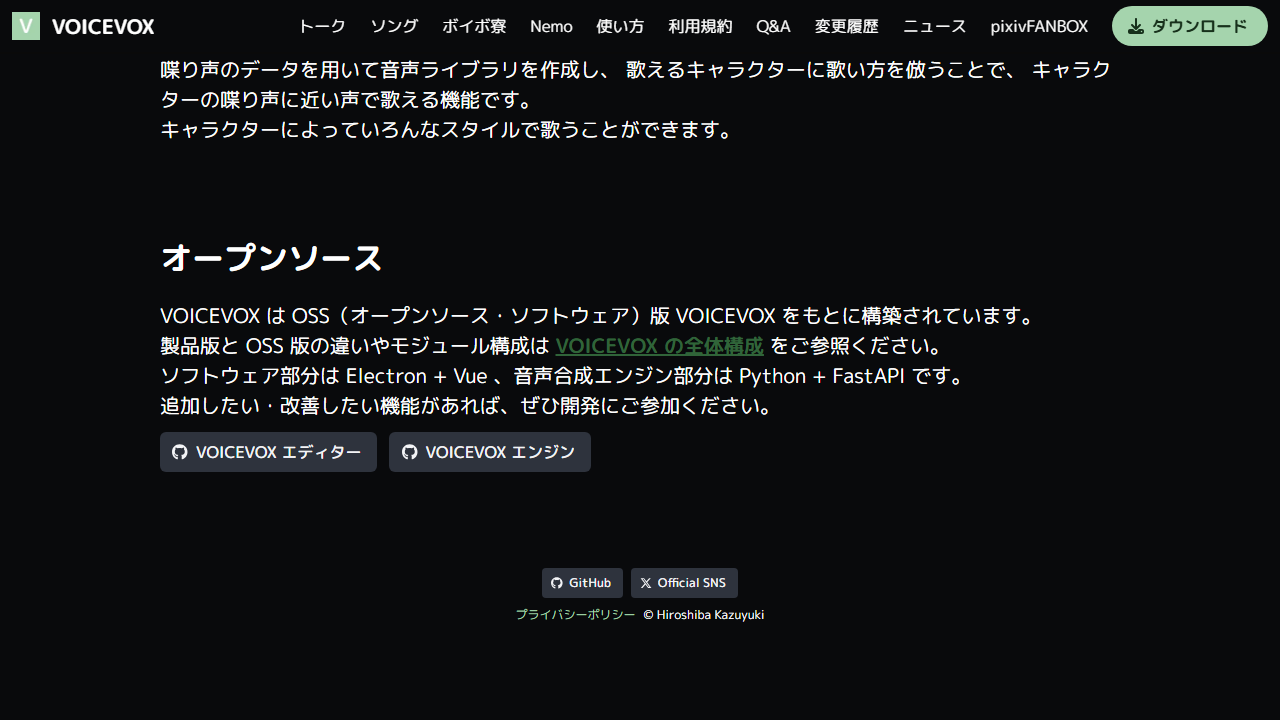 V VOICEVOX トーク ソング ボイボ寮 Nemo 使い方 利用規約 Q&A 変更履歴 ニュース pixivFANBOX ダウンロード
喋り声のデータを用いて音声ライブラリを作成し、 歌えるキャラクターに歌い方を倣うことで、 キャラク
ターの喋り声に近い声で歌える機能です。
キャラクターによっていろんなスタイルで歌うことができます。
オープンソース
VOICEVOX は OSS（オープンソース・ソフトウェア）版 VOICEVOX をもとに構築されています。
製品版と OSS 版の違いやモジュール構成は VOICEVOX の全体構成 をご参照ください。
ソフトウェア部分は Electron + Vue 、音声合成エンジン部分は Python + FastAPI です。
追加したい・改善したい機能があれば、ぜひ開発にご参加ください。
VOICEVOX エディター VOICEVOX エンジン
GitHub Official SNS
プライバシーポリシー © Hiroshiba Kazuyuki